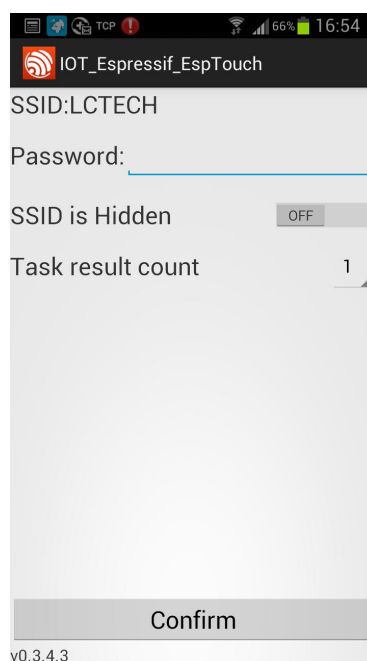 TCP 66% 16:54
IOT_Espressif_EspTouch
SSID:LCTECH
Password:
SSID is Hidden OFF
Task result count 1
Confirm
v0.3.4.3